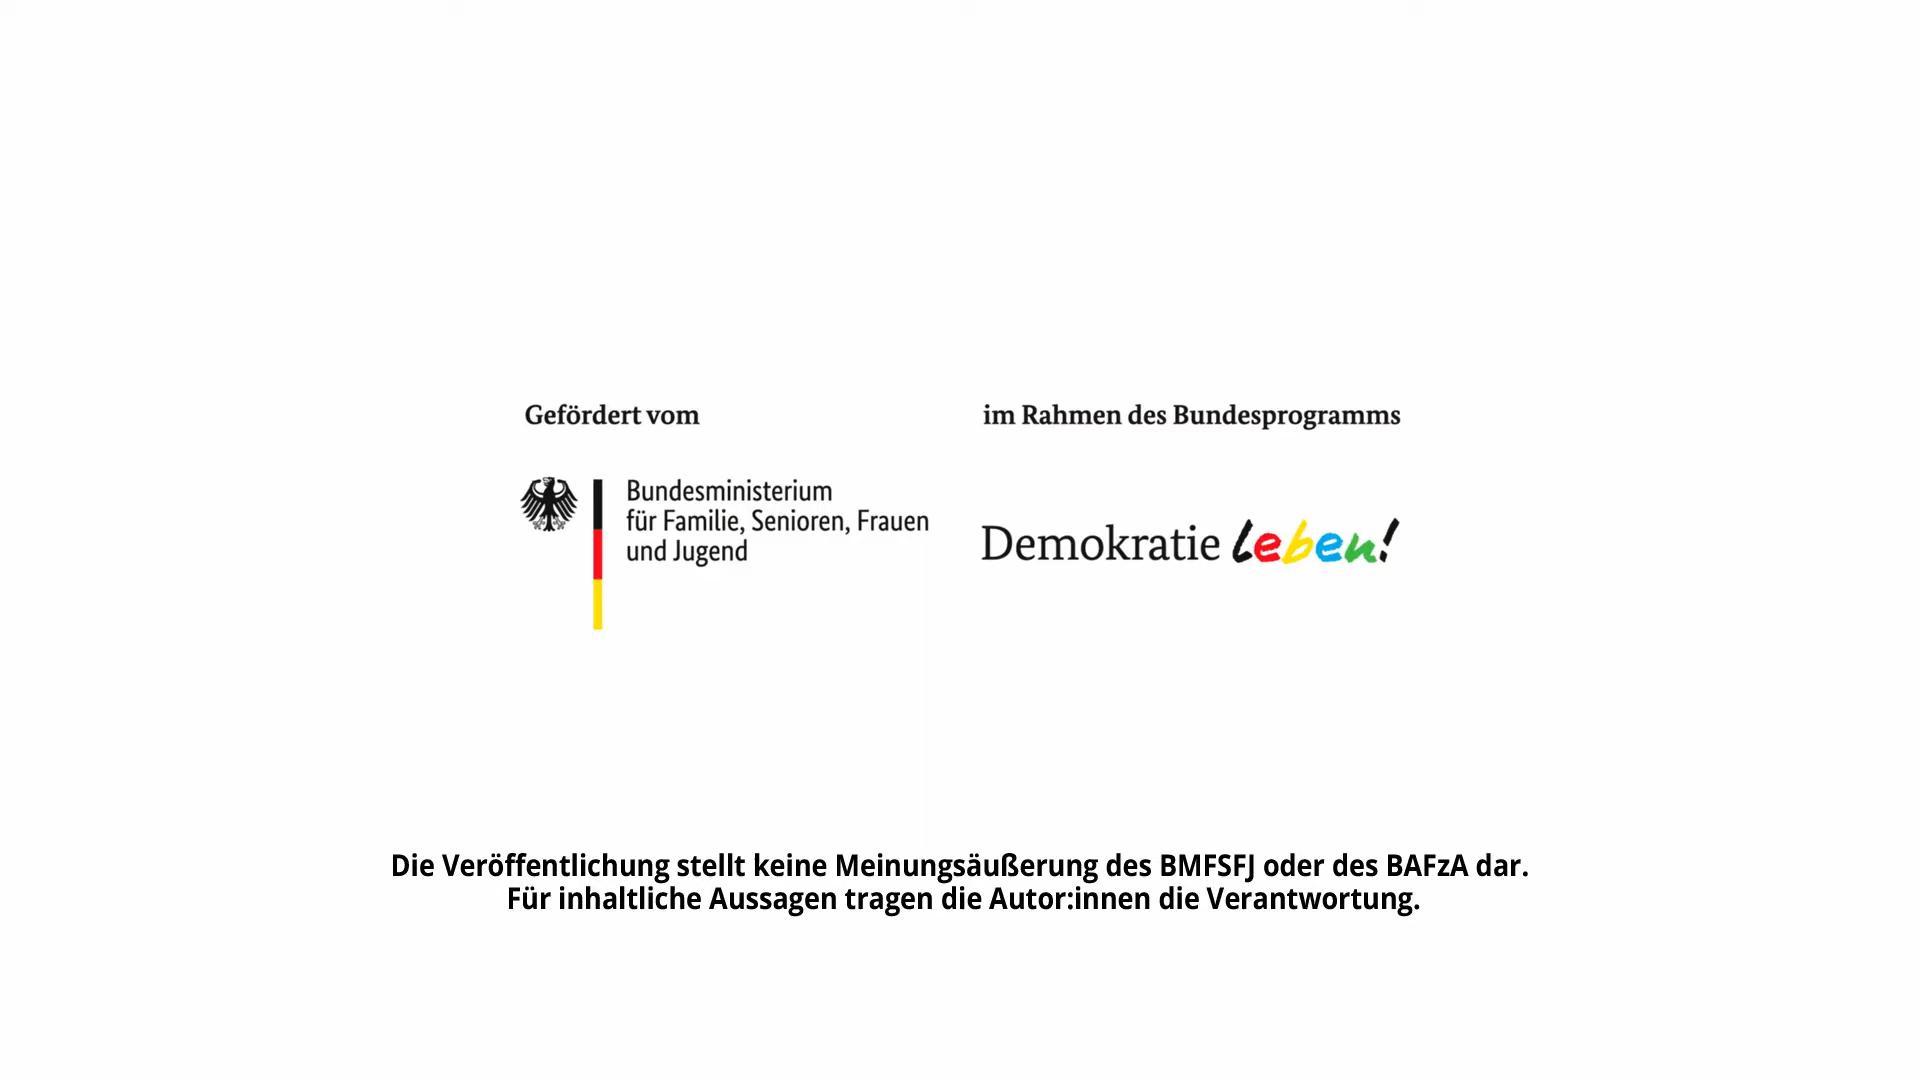 Gefördert vom
im Rahmen des Bundesprogramms
Bundesministerium
für Familie, Senioren, Frauen
und Jugend
Demokratie Leben!
Die Veröffentlichung stellt keine Meinungsäußerung des BMFSFJ oder des BAFzA dar.
Für inhaltliche Aussagen tragen die Autor:innen die Verantwortung.